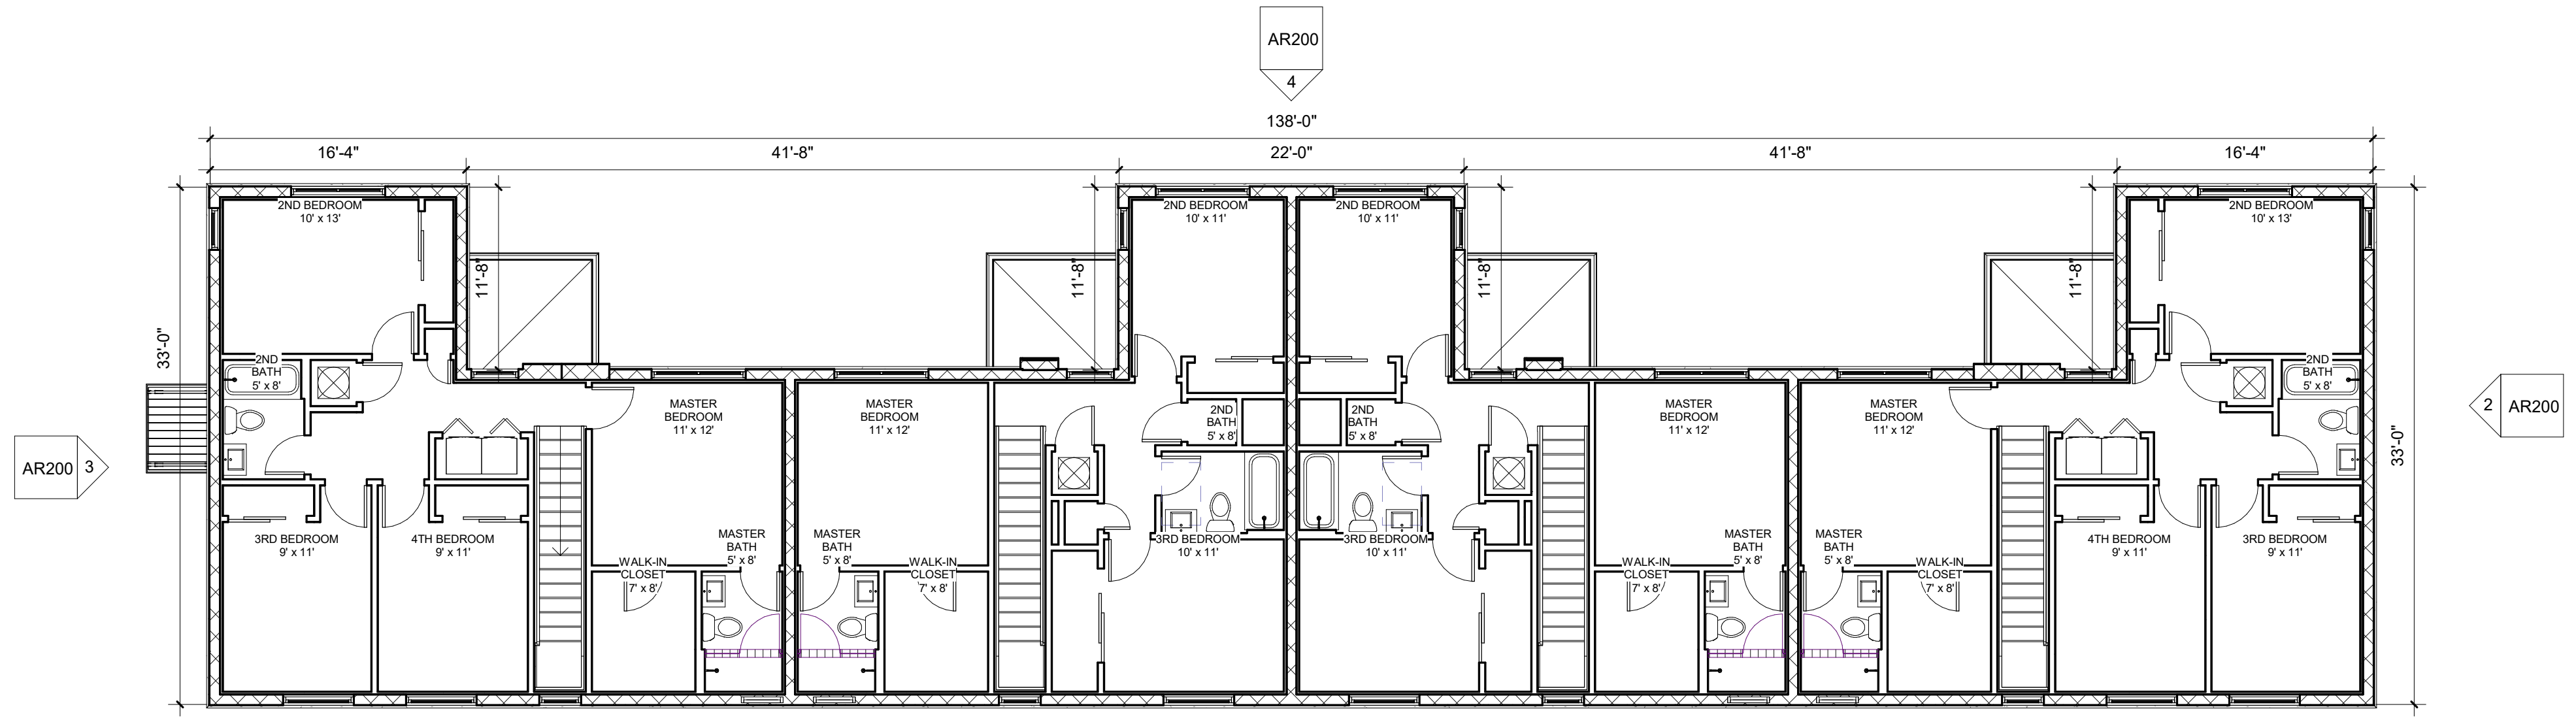 AR200
4
138'-0"
16'-4"
41'-8"
22'-0"
41'-8"
16'-4"
2ND BEDROOM
10' x 13'
2ND BEDROOM
10' x 11'
2ND BEDROOM
10' x 11'
2ND BEDROOM
10' x 13'
11'-8"
11'-8"
11'-8"
11'-8"
33'-0"
33'-0"
2ND
BATH
5' x 8'
MASTER
BEDROOM
11' x 12'
MASTER
BEDROOM
11' x 12'
2ND
BATH
5' x 8'
2ND
BATH
5' x 8'
MASTER
BEDROOM
11' x 12'
MASTER
BEDROOM
11' x 12'
2ND
BATH
5' x 8'
AR200
3
2
AR200
3RD BEDROOM
9' x 11'
4TH BEDROOM
9' x 11'
WALK-IN
CLOSET
7' x 8'
MASTER
BATH
5' x 8'
MASTER
BATH
5' x 8'
WALK-IN
CLOSET
7' x 8'
3RD BEDROOM
10' x 11'
3RD BEDROOM
10' x 11'
WALK-IN
CLOSET
7' x 8'
MASTER
BATH
5' x 8'
MASTER
BATH
5' x 8'
WALK-IN
CLOSET
7' x 8'
4TH BEDROOM
9' x 11'
3RD BEDROOM
9' x 11'